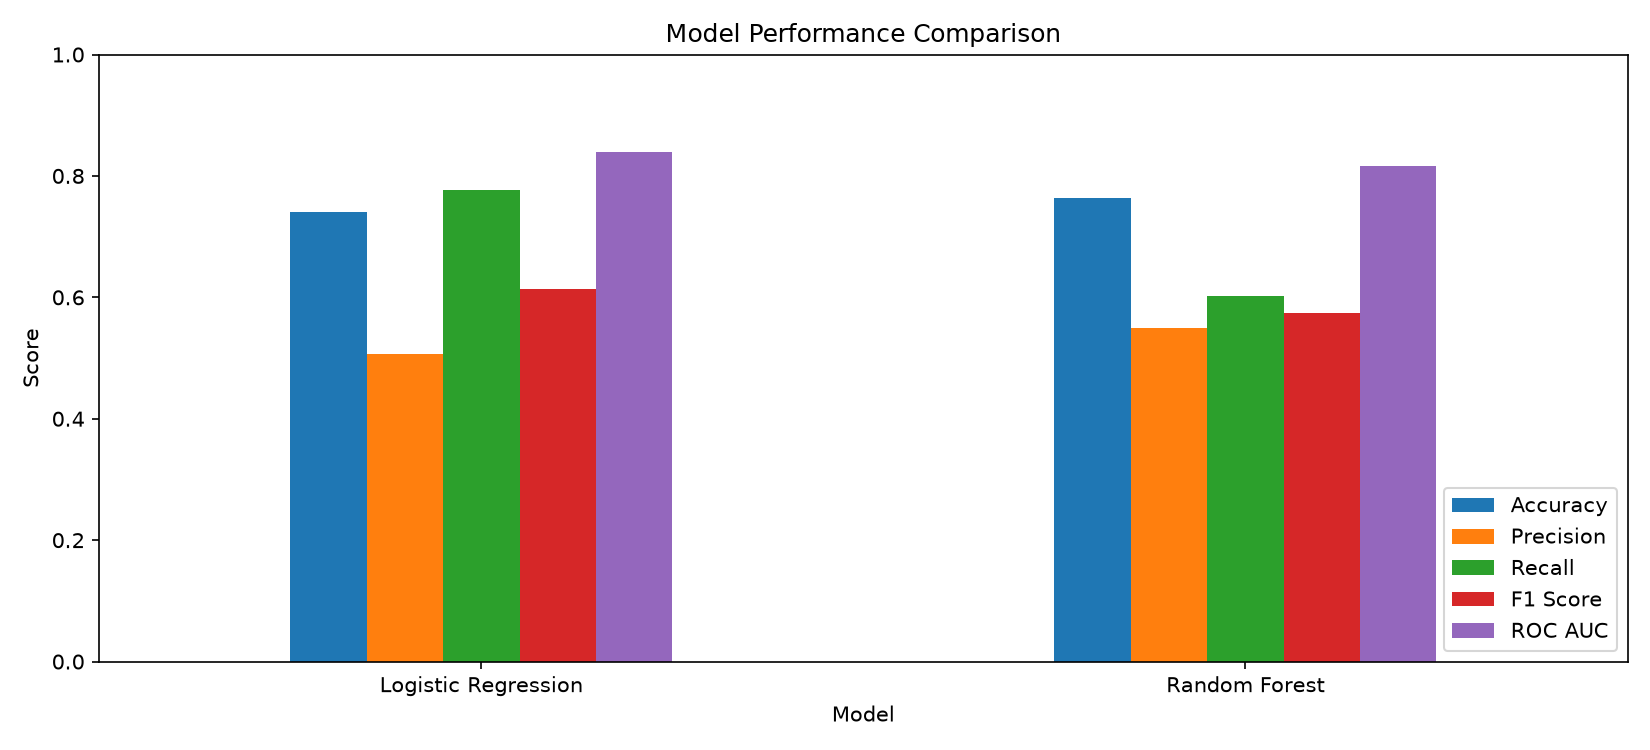 Model Performance Comparison
1.0
0.8
0.6
0.4
0.2
0.0
Score
Logistic Regression
Random Forest
Model
Accuracy
Precision
Recall
F1 Score
ROC AUC